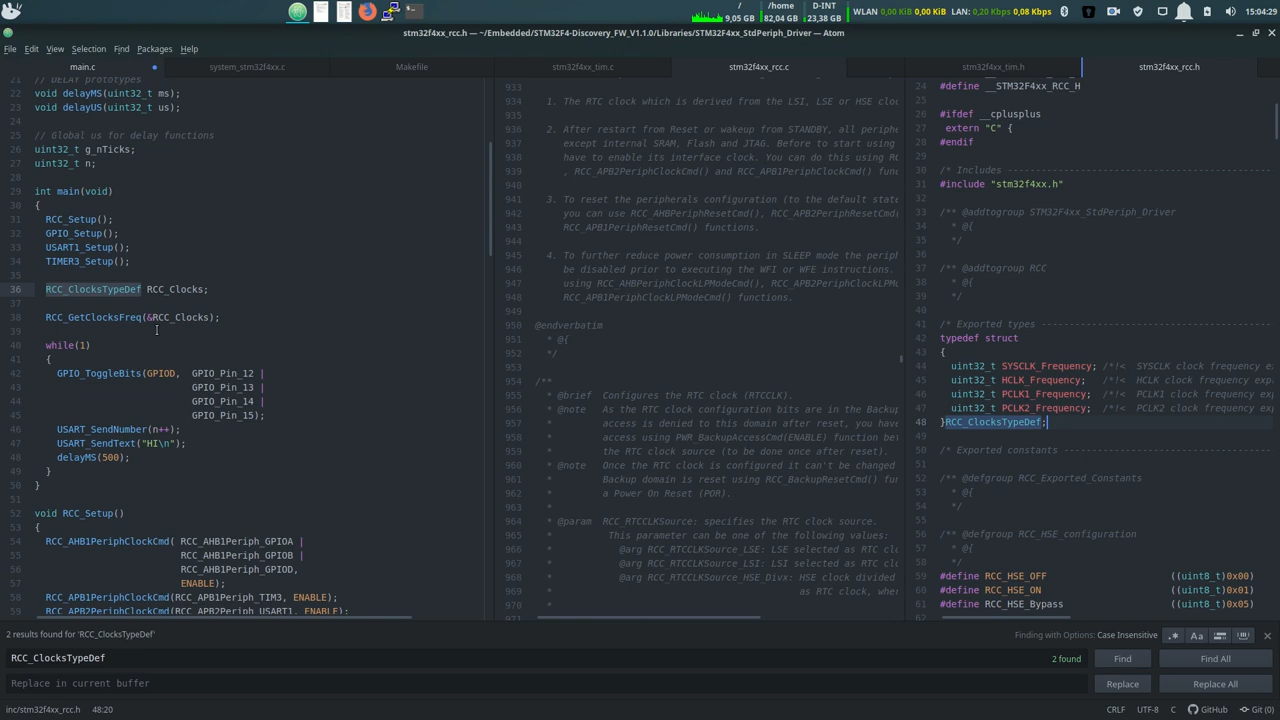 9,05 GB
/home
82,04 GB
D-INT
23,38 GB
WLAN 0,00 KiB 0,00 KiB LAN: 0,20 Kbps 0,08 Kbps
15:04:29
stm32f4xx_rcc.h — ~/Embedded/STM32F4-Discovery_FW_V1.1.0/Libraries/STM32F4xx_StdPeriph_Driver — Atom
File Edit View Selection Find Packages Help
main.c
system_stm32f4xx.c
Makefile
stm32f4xx_tim.c
stm32f4xx_rcc.c
stm32f4xx_tim.h
stm32f4xx_rcc.h
21 // DELAY prototypes
22 void delayMS(uint32_t ms);
23 void delayUS(uint32_t us);
24
25 // Global us for delay functions
26 uint32_t g_nTicks;
27 uint32_t n;
28
29 int main(void)
30 {
31 RCC_Setup();
32 GPIO_Setup();
33 USART1_Setup();
34 TIMER3_Setup();
35
36 RCC_ClocksTypeDef RCC_Clocks;
37
38 RCC_GetClocksFreq(&RCC_Clocks);
39
40 while(1)
41 {
42 GPIO_ToggleBits(GPIOD, GPIO_Pin_12 |
43 GPIO_Pin_13 |
44 GPIO_Pin_14 |
45 GPIO_Pin_15);
46 USART_SendNumber(n++);
47 USART_SendText("HI\n");
48 delayMS(500);
49 }
50 }
51
52 void RCC_Setup()
53 {
54 RCC_AHB1PeriphClockCmd( RCC_AHB1Periph_GPIOA |
55 RCC_AHB1Periph_GPIOB |
56 RCC_AHB1Periph_GPIOD,
57 ENABLE);
58 RCC_APB1PeriphClockCmd(RCC_APB1Periph_TIM3, ENABLE);
59 RCC_APB2PeriphClockCmd(RCC_APB2Periph_USART1, ENABLE);
933
934 1. The RTC clock which is derived from the LSI, LSE or HSE cloc
935
936 2. After restart from Reset or wakeup from STANDBY, all periphe
937 except internal SRAM, Flash and JTAG. Before to start using
938 have to enable its interface clock. You can do this using RC
939 , RCC_APB2PeriphClockCmd() and RCC_APB1PeriphClockCmd() func
940
941 3. To reset the peripherals configuration (to the default state
942 you can use RCC_AHBPeriphResetCmd(), RCC_APB2PeriphResetCmd(
943 RCC_APB1PeriphResetCmd() functions.
944
945 4. To further reduce power consumption in SLEEP mode the periph
946 be disabled prior to executing the WFI or WFE instructions.
947 RCC_AHBPeriphClockLPModeCmd(), RCC_APB2PeriphClockLPMo
948 RCC_APB1PeriphClockLPModeCmd() functions.
949
950 @endverbatim
951 * @{
952 */
953
954 /**
955 * @brief Configures the RTC clock (RTCCLK).
956 * @note As the RTC clock configuration bits are in the Backup
957 * access is denied to this domain after reset, you have
958 * access using PWR_BackupAccessCmd(ENABLE) function bef
959 * the RTC clock source (to be done once after reset).
960 * @note Once the RTC clock is configured it can't be changed
961 * Backup domain is reset using RCC_BackupResetCmd() fun
962 * a Power On Reset (POR).
963 *
964 * @param RCC_RTCCLKSource: specifies the RTC clock source.
965 * This parameter can be one of the following values:
966 * @arg RCC_RTCCLKSource_LSE: LSE selected as RTC cl
967 * @arg RCC_RTCCLKSource_LSI: LSI selected as RTC cl
968 * @arg RCC_RTCCLKSource_HSE_Divx: HSE clock divided
969 * as RTC clock, whe
970 *
971
24 #define __STM32F4xx_RCC_H
25
26 #ifdef __cplusplus
27 extern "C" {
28 #endif
29
30 /* Includes --------------------------------------------
31 #include "stm32f4xx.h"
32
33 /** @addtogroup STM32F4xx_StdPeriph_Driver
34 * @{
35 */
36
37 /** @addtogroup RCC
38 * @{
39 */
40
41 /* Exported types --------------------------------------
42 typedef struct
43 {
44 uint32_t SYSCLK_Frequency; /*!< SYSCLK clock frequency e
45 uint32_t HCLK_Frequency; /*!< HCLK clock frequency exp
46 uint32_t PCLK1_Frequency; /*!< PCLK1 clock frequency ex
47 uint32_t PCLK2_Frequency; /*!< PCLK2 clock frequency ex
48 }RCC_ClocksTypeDef;
49
50 /* Exported constants ----------------------------------
51
52 /** @defgroup RCC_Exported_Constants
53 * @{
54 */
55
56 /** @defgroup RCC_HSE_configuration
57 * @{
58 */
59 #define RCC_HSE_OFF ((uint8_t)0x00)
60 #define RCC_HSE_ON ((uint8_t)0x01)
61 #define RCC_HSE_Bypass ((uint8_t)0x05)
62
2 results found for 'RCC_ClocksTypeDef'
Finding with Options: Case Insensitive
.* Aa
RCC_ClocksTypeDef
2 found
Find
Find All
Replace in current buffer
Replace
Replace All
inc/stm32f4xx_rcc.h 48:20
CRLF UTF-8 C GitHub Git (0)